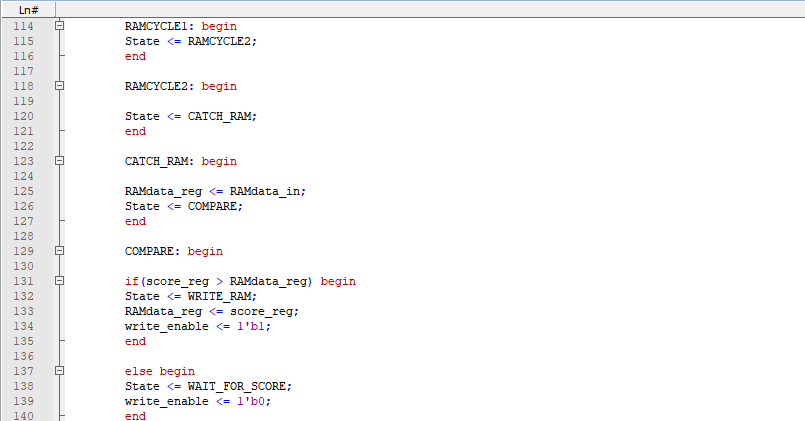 Ln#
114 RAMCYCLE1: begin
115 State <= RAMCYCLE2;
116 end
117
118 RAMCYCLE2: begin
119
120 State <= CATCH_RAM;
121 end
122
123 CATCH_RAM: begin
124
125 RAMdata_reg <= RAMdata_in;
126 State <= COMPARE;
127 end
128
129 COMPARE: begin
130
131 if(score_reg > RAMdata_reg) begin
132 State <= WRITE_RAM;
133 RAMdata_reg <= score_reg;
134 write_enable <= 1'b1;
135 end
136
137 else begin
138 State <= WAIT_FOR_SCORE;
139 write_enable <= 1'b0;
140 end